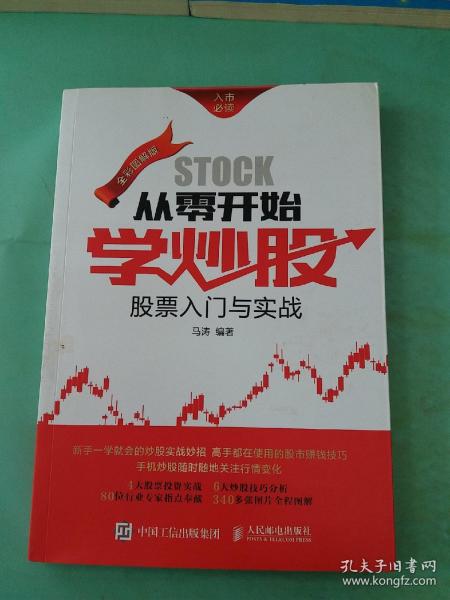 入市
必读
全彩图解版
STOCK
从零开始
学炒股
股票入门与实战
马涛 编著
新手一学就会的炒股实战妙招 高手都在使用的股市赚钱技巧
手机炒股随时随地关注行情变化
4大股票投资实战 6大炒股技巧分析
80位行业专家指点奉献 340多张图片全程图解
中国工信出版集团
人民邮电出版社
POSTS & TELECOM PRESS
孔夫子旧书网
www.kongfz.com